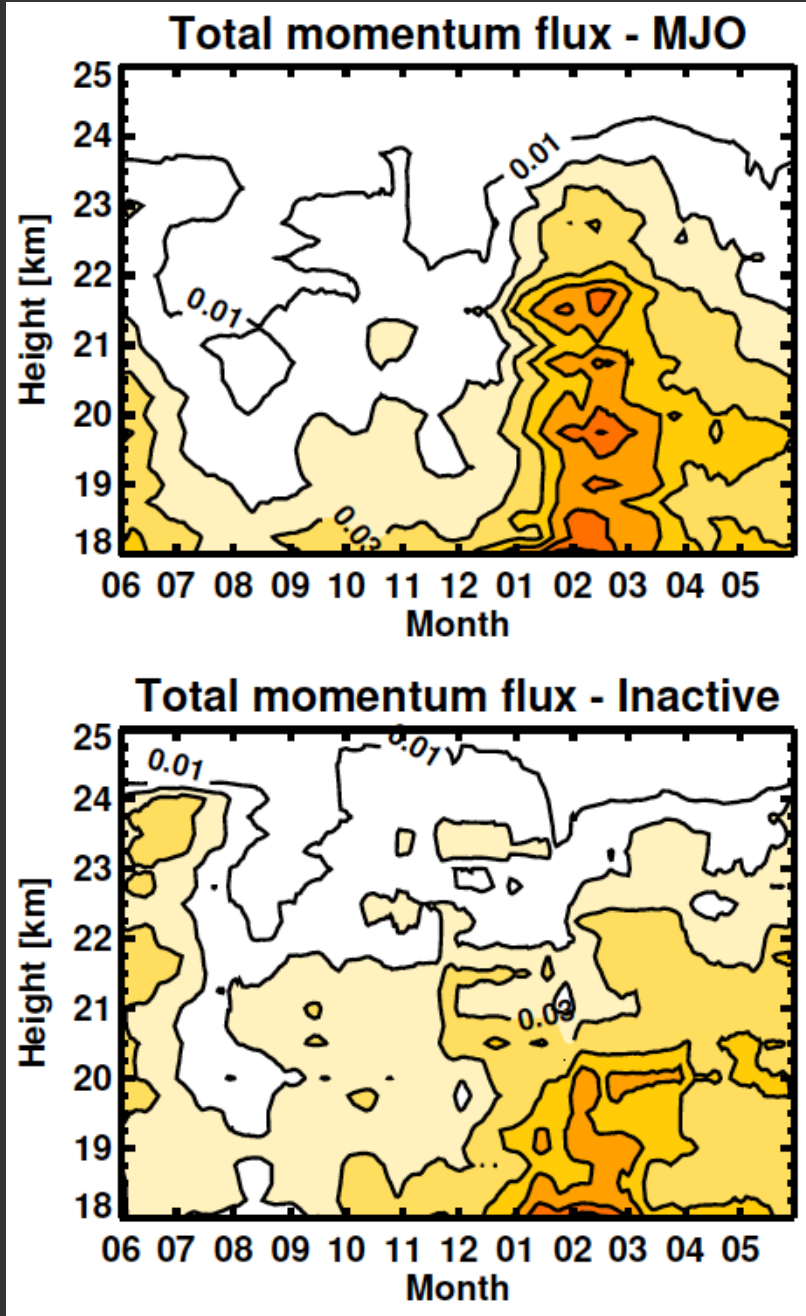 Total momentum flux - MJO
25
24
23
22
21
20
19
18
Height [km]
0.01
0.01
0.03
06 07 08 09 10 11 12 01 02 03 04 05
Month
Total momentum flux - Inactive
25
24
23
22
21
20
19
18
Height [km]
0.01
0.01
0.03
06 07 08 09 10 11 12 01 02 03 04 05
Month